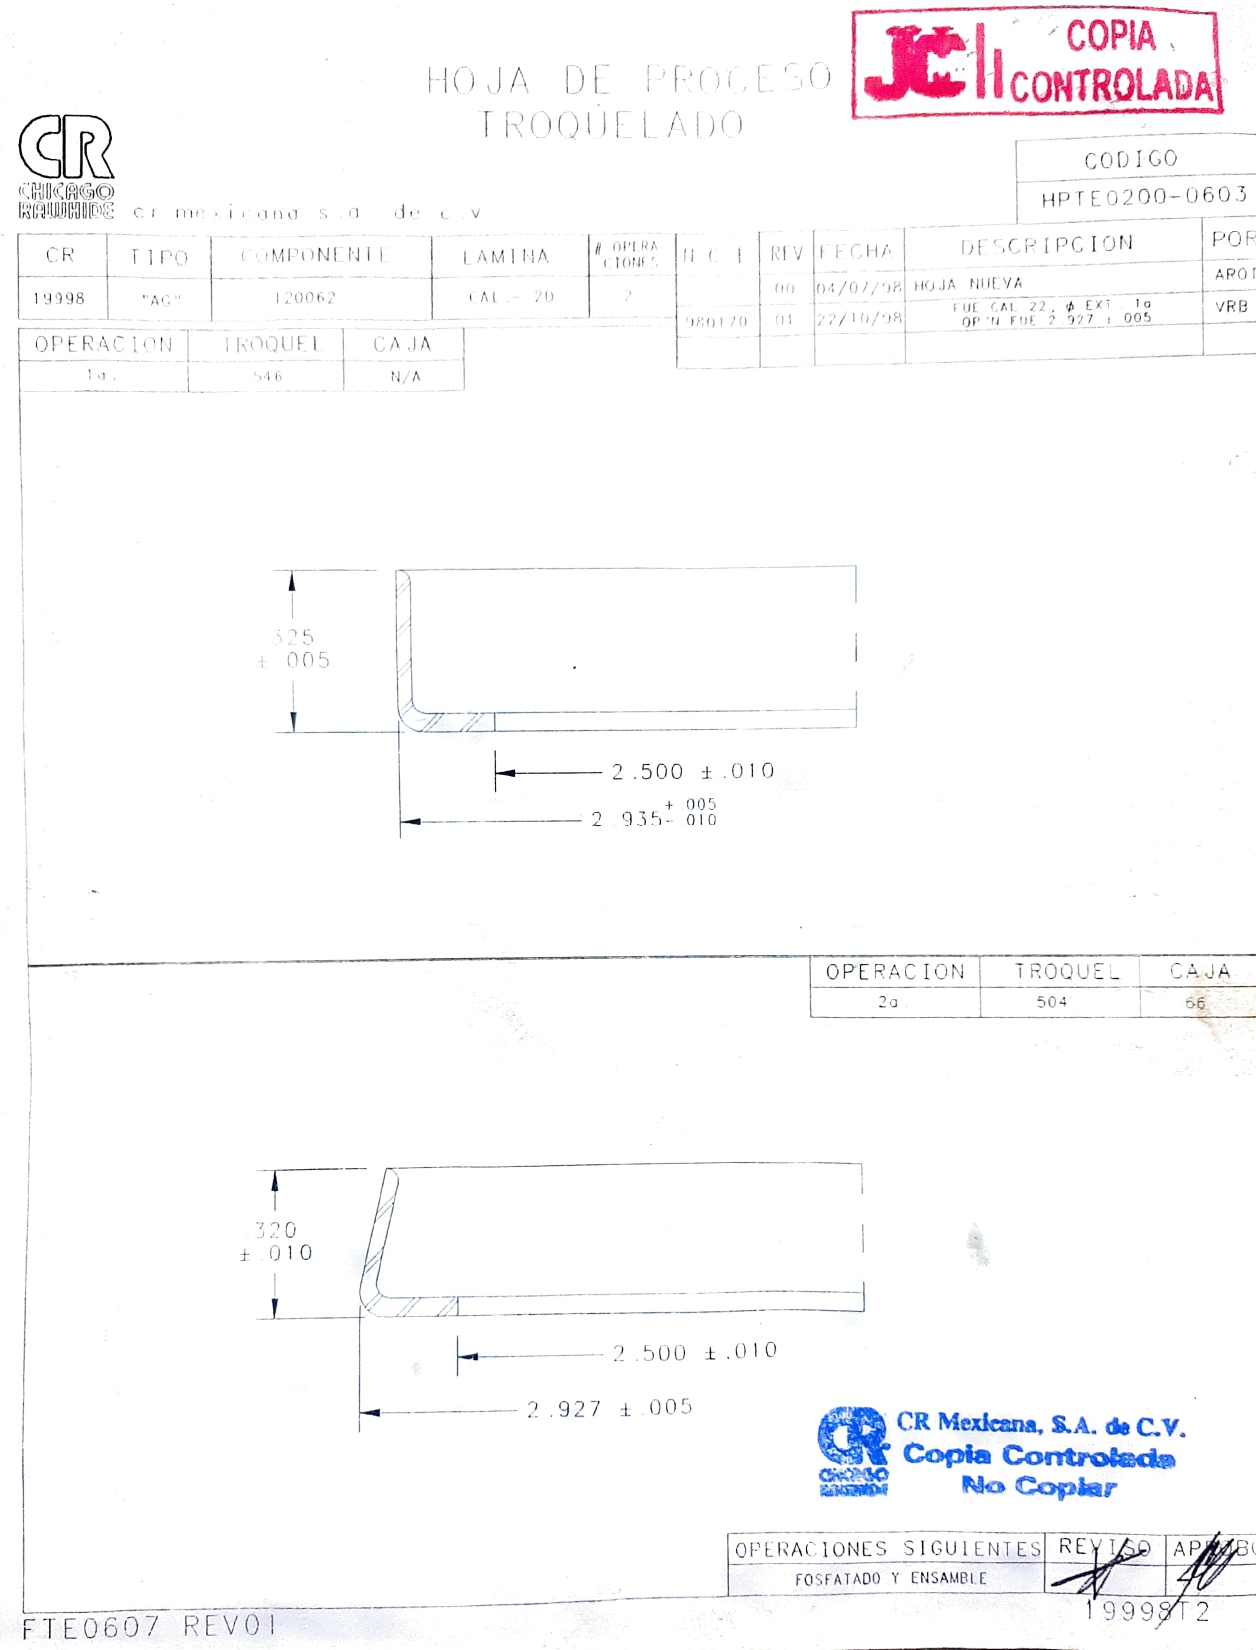 HOJA DE PROCESO
TROQUELADO
JC
COPIA
CONTROLADA
CR
CHICAGO
RAWHIDE
cr mexicana s.a. de c.v
CODIGO
HPTE0200-0603
CR TIPO COMPONENTE LAMINA # OPERACIONES
19998 "AG" 120062 CAL.- 20 2
REV FECHA DESCRIPCION POR
00 04/07/98 HOJA NUEVA
980170 01 22/10/98 FUE CAL 22, φ EXT. 1a
OP'N FUE 2.927 ± .005 VRB
OPERACION TROQUEL CAJA
1a. 546 N/A
.325
± .005
2.500 ± .010
2.935 + .005
- .010
OPERACION TROQUEL CAJA
2a. 504 66
.320
± .010
2.500 ± .010
2.927 ± .005
CR
CHICAGO
RAWHIDE
CR Mexicana, S.A. de C.V.
Copia Controlada
No Copiar
OPERACIONES SIGUIENTES REVISO
FOSFATADO Y ENSAMBLE
19998T2
FTE0607 REV01